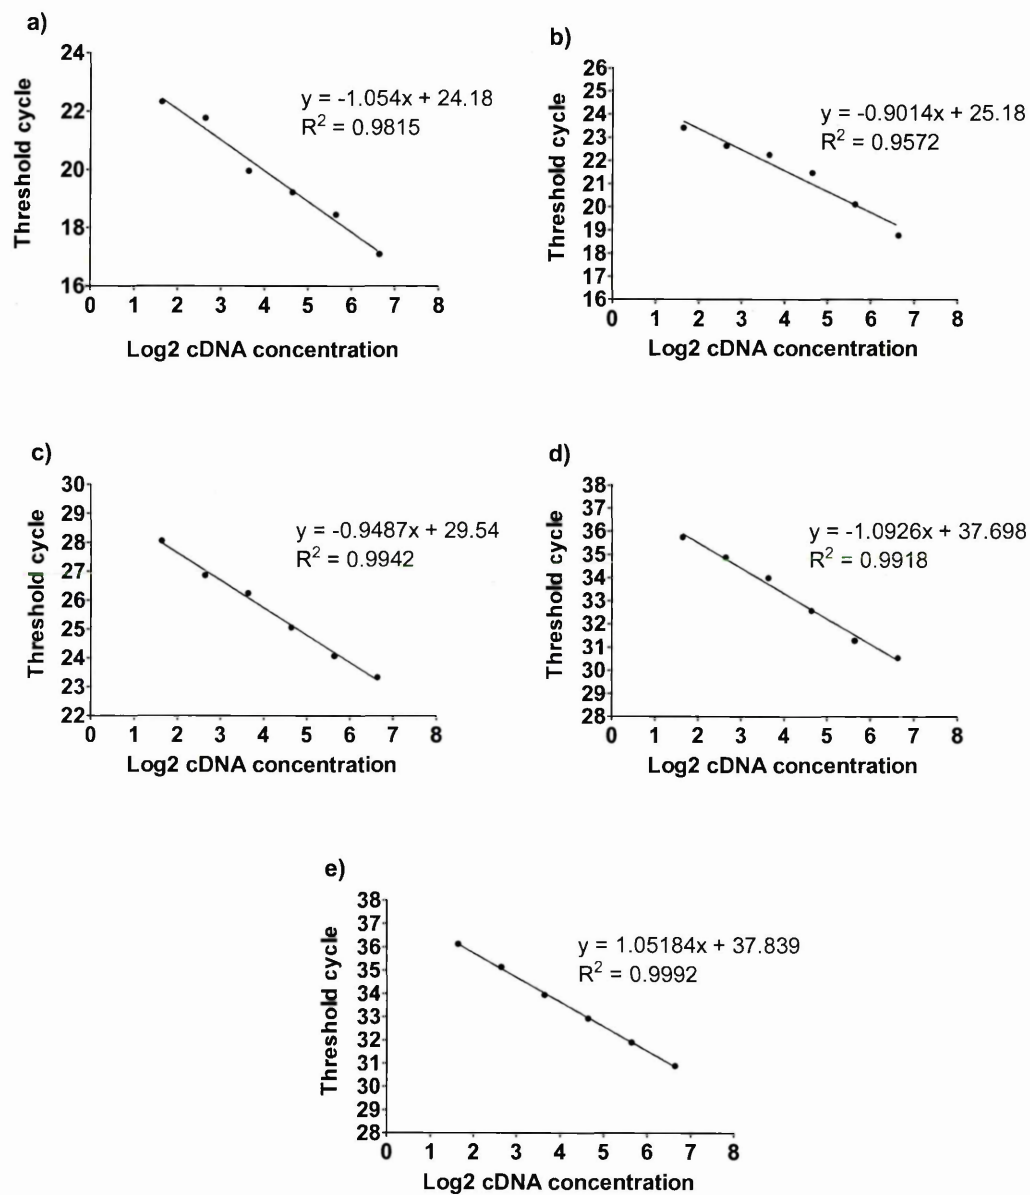 a)
24
22
20
18
16
Threshold cycle
y = -1.054x + 24.18
R² = 0.9815
0 1 2 3 4 5 6 7 8
Log2 cDNA concentration
b)
26
25
24
23
22
21
20
19
18
17
16
Threshold cycle
y = -0.9014x + 25.18
R² = 0.9572
0 1 2 3 4 5 6 7 8
Log2 cDNA concentration
c)
30
29
28
27
26
25
24
23
22
Threshold cycle
y = -0.9487x + 29.54
R² = 0.9942
0 1 2 3 4 5 6 7 8
Log2 cDNA concentration
d)
38
37
36
35
34
33
32
31
30
29
28
Threshold cycle
y = -1.0926x + 37.698
R² = 0.9918
0 1 2 3 4 5 6 7 8
Log2 cDNA concentration
e)
38
37
36
35
34
33
32
31
30
29
28
Threshold cycle
y = 1.05184x + 37.839
R² = 0.9992
0 1 2 3 4 5 6 7 8
Log2 cDNA concentration